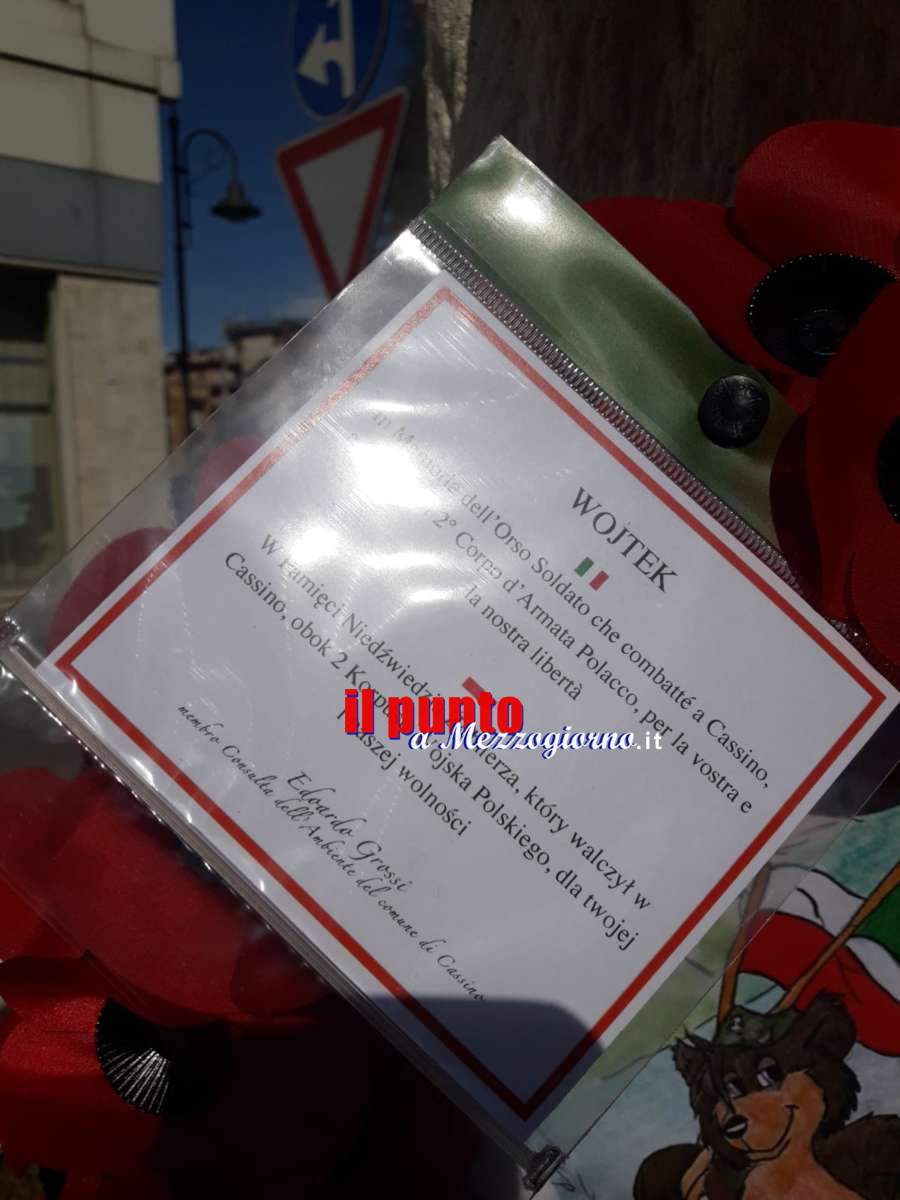 WOJTEK
In Memoria dell'Orso Soldato che combatté a Cassino,
2° Corpo d'Armata Polacco, per la vostra e
la nostra libertà
W Pamięci Niedźwiedzia który walczył w
Cassino, obok 2 Korpusu Wojska Polskiego, dla twojej
naszej wolności
Edoardo Grossi
membro Consulta dell'Ambiente del comune di Cassino
il punto
a Mezzogiorno.it